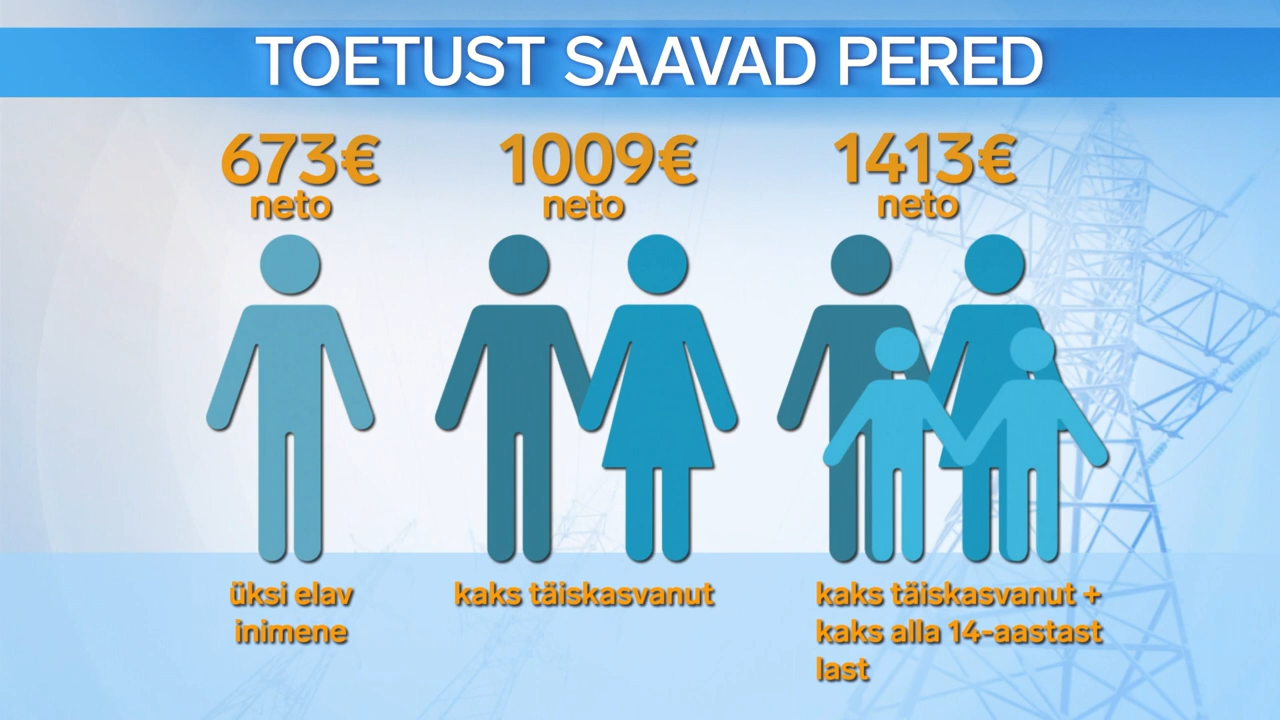 TOETUST SAAVAD PERED
673€
neto
üksi elav
inimene
1009€
neto
kaks täiskasvanut
1413€
neto
kaks täiskasvanut +
kaks alla 14-aastast
last